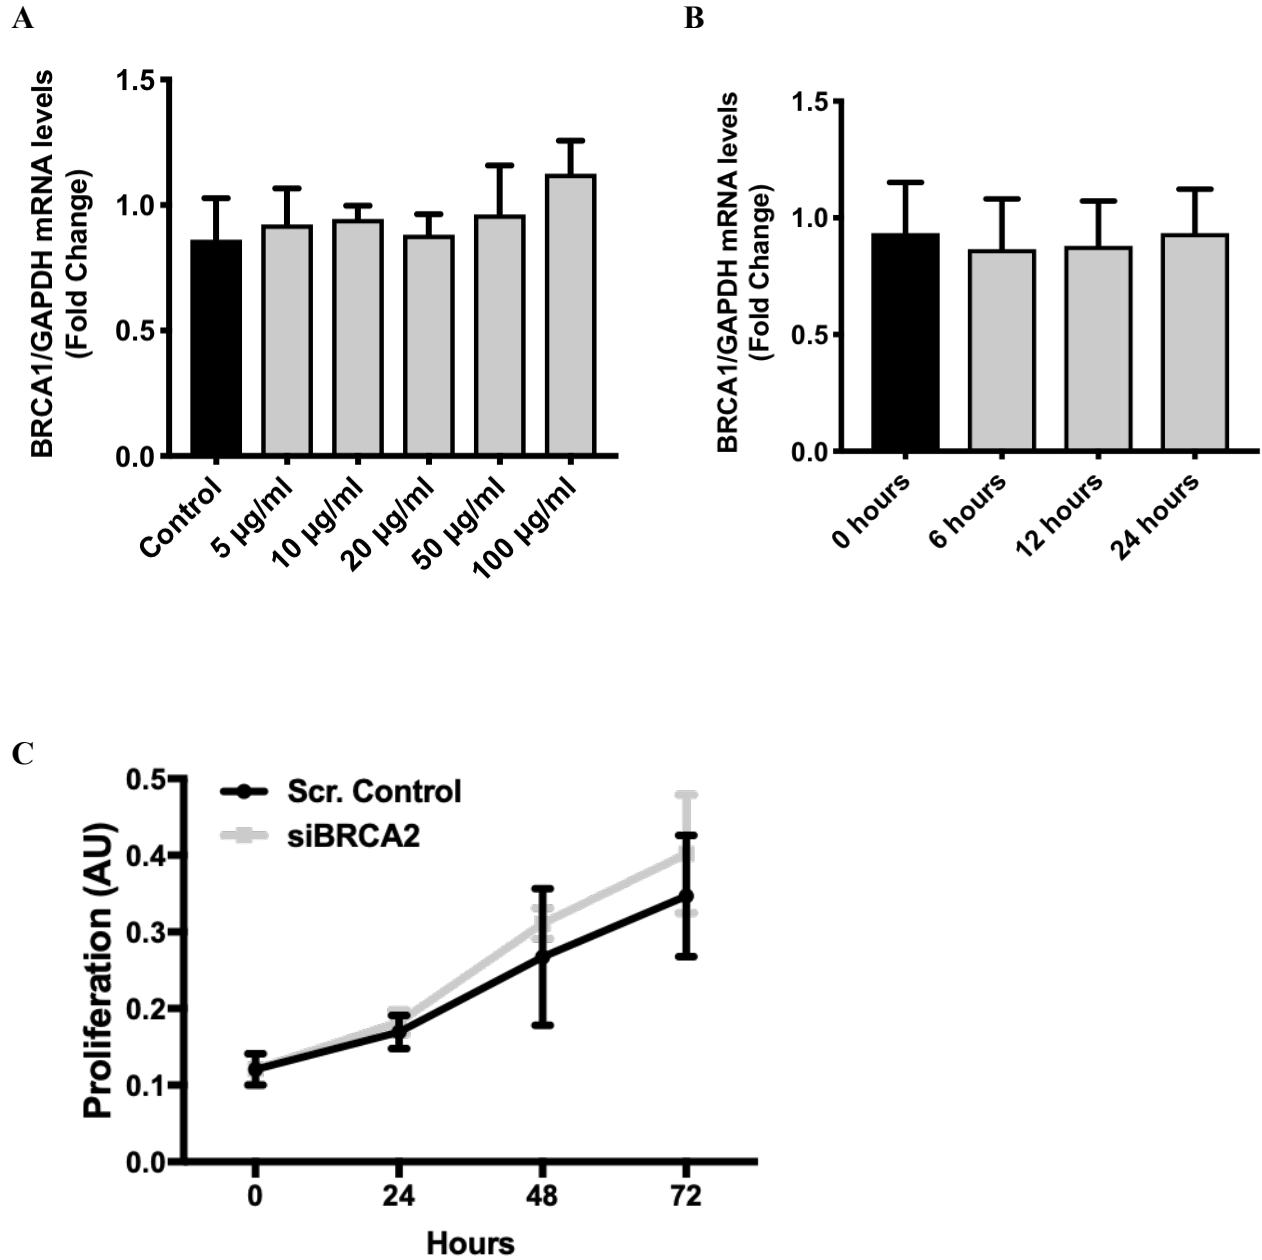 A
BRCA1/GAPDH mRNA levels
(Fold Change)
1.5
1.0
0.5
0.0
Control
5 µg/ml
10 µg/ml
20 µg/ml
50 µg/ml
100 µg/ml
B
BRCA1/GAPDH mRNA levels
(Fold Change)
1.5
1.0
0.5
0.0
0 hours
6 hours
12 hours
24 hours
C
Proliferation (AU)
0.5
0.4
0.3
0.2
0.1
0.0
Scr. Control
siBRCA2
0
24
48
72
Hours